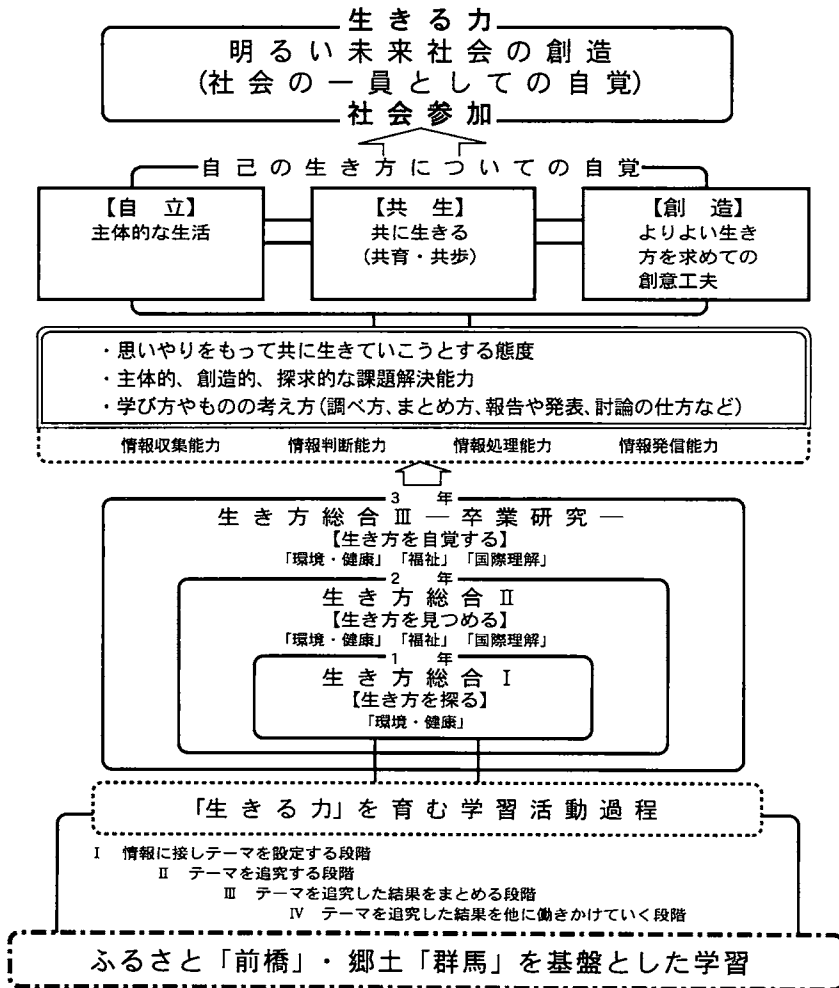 生きる力
明るい未来社会の創造
(社会の一員としての自覚)
社会参加
自己の生き方についての自覚
【自 立】
主体的な生活
【共 生】
共に生きる
(共育・共歩)
【創 造】
よりよい生き
方を求めての
創意工夫
・思いやりをもって共に生きていこうとする態度
・主体的、創造的、探求的な課題解決能力
・学び方やものの考え方(調べ方、まとめ方、報告や発表、討論の仕方など)
情報収集能力 情報判断能力 情報処理能力 情報発信能力
3 年
生き方総合Ⅲ ― 卒業研究 ―
【生き方を自覚する】
「環境・健康」 「福祉」 「国際理解」
2 年
生き方総合Ⅱ
【生き方を見つめる】
「環境・健康」 「福祉」 「国際理解」
1 年
生き方総合Ⅰ
【生き方を探る】
「環境・健康」
「生きる力」を育む学習活動過程
Ⅰ 情報に接しテーマを設定する段階
Ⅱ テーマを追究する段階
Ⅲ テーマを追究した結果をまとめる段階
Ⅳ テーマを追究した結果を他に働きかけていく段階
ふるさと「前橋」・郷土「群馬」を基盤とした学習